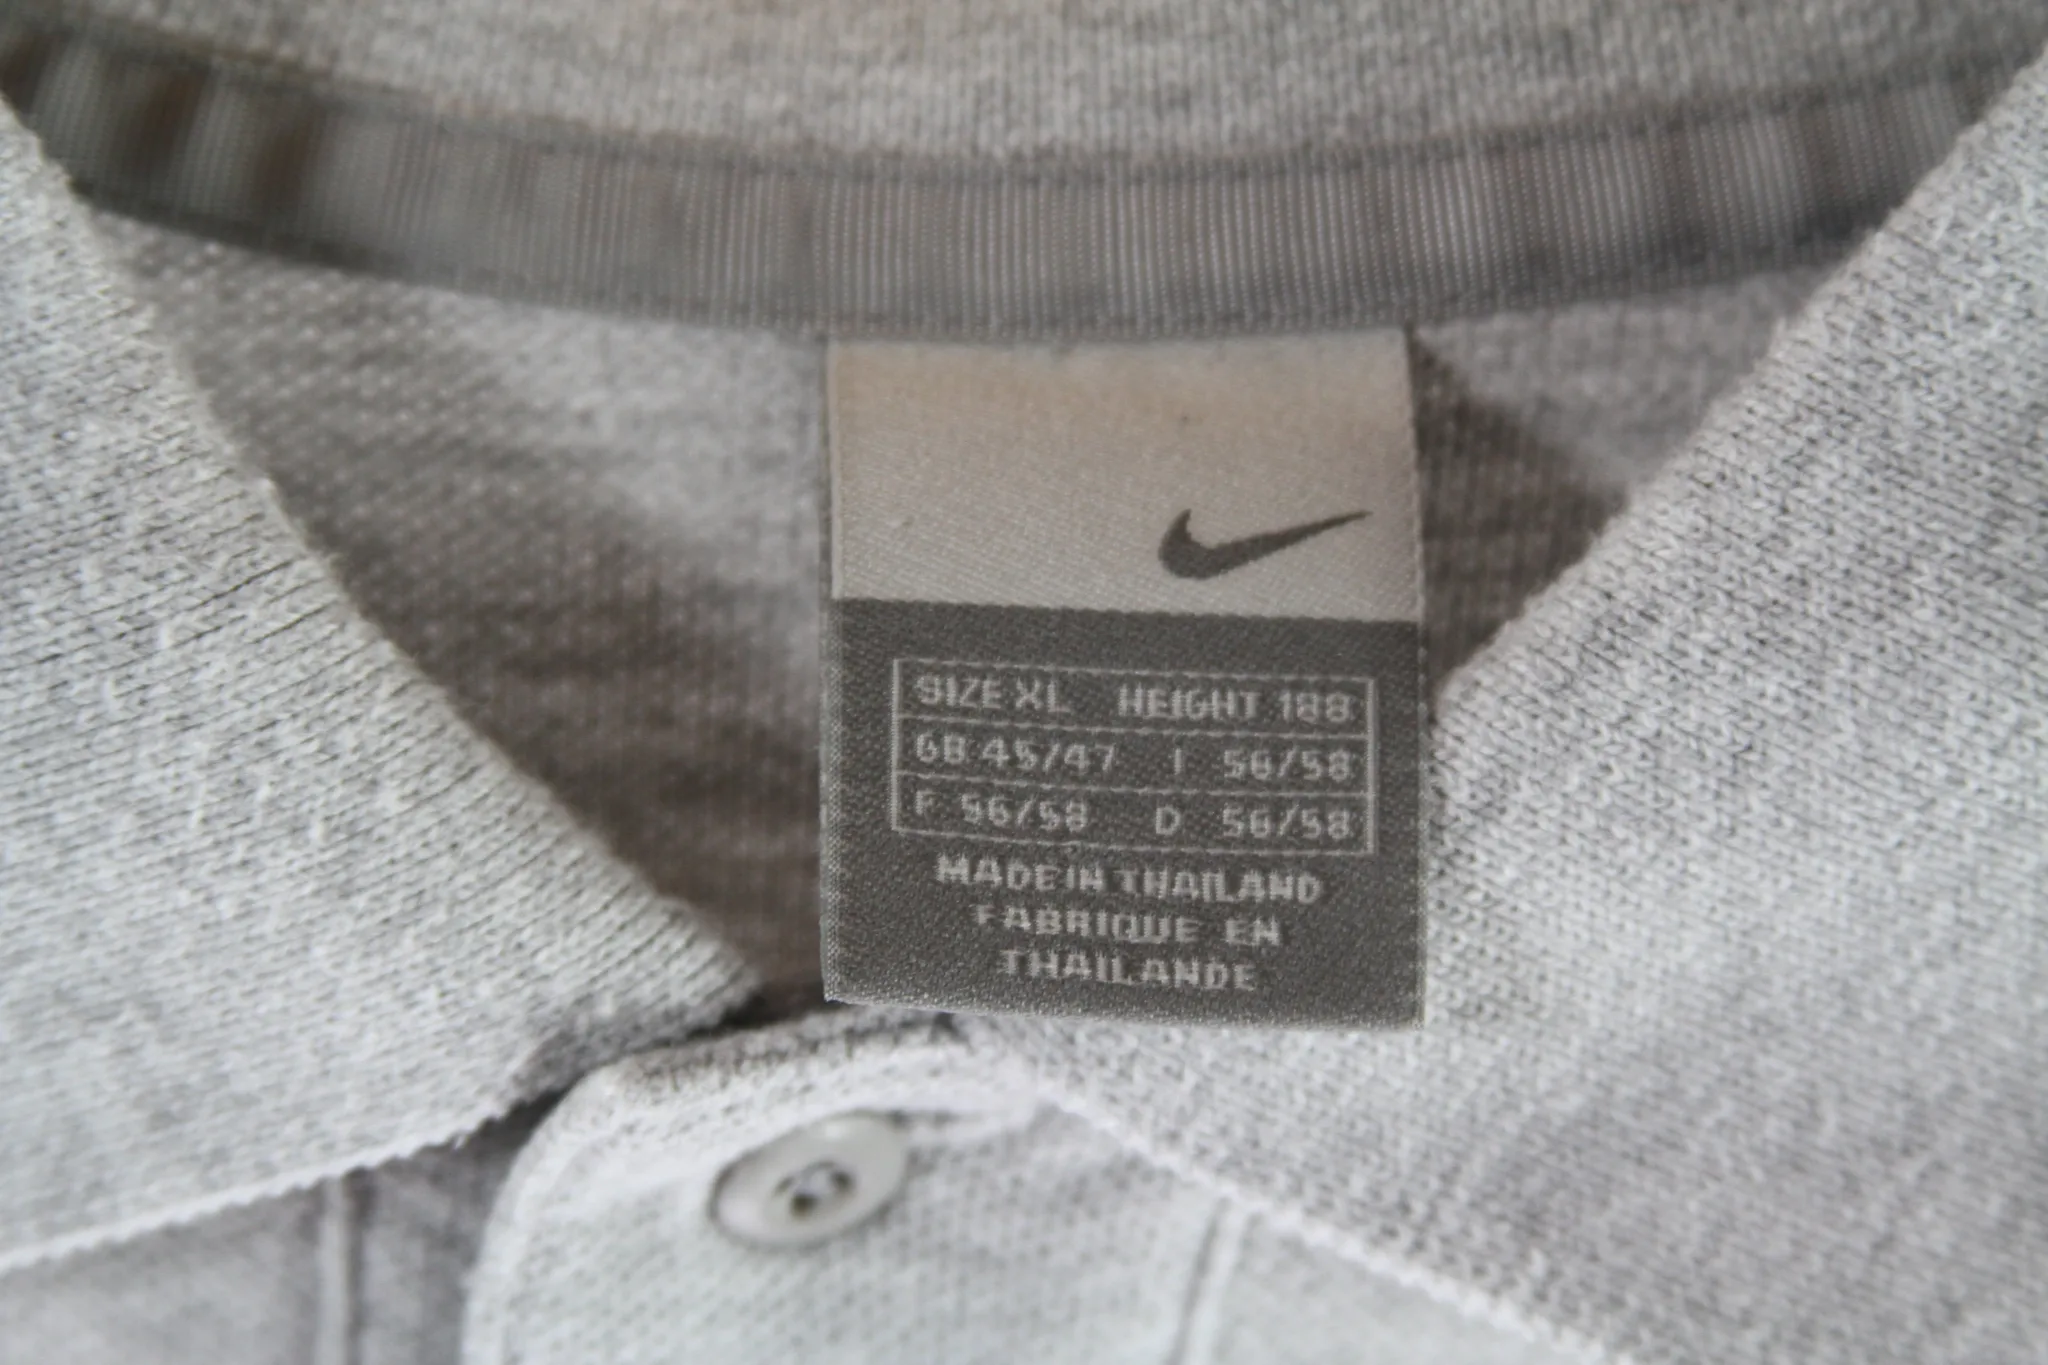 SIZE XL HEIGHT 188
GB 45/47 I 56/58
F 56/58 D 56/58
MADE IN THAILAND
FABRIQUE EN
THAILANDE